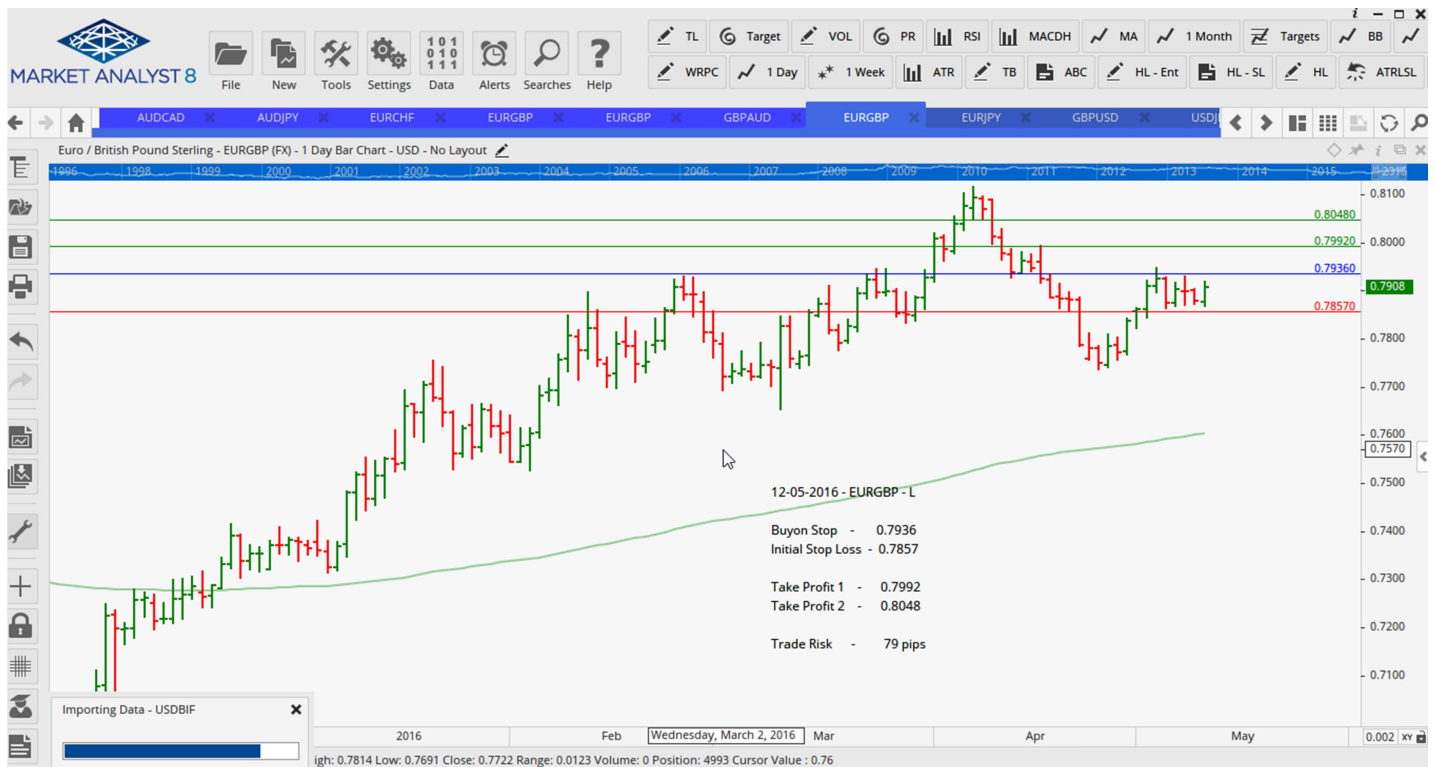 i
MARKET ANALYST 8
File New Tools Settings Data Alerts Searches Help
101
010
111
?
TL Target VOL PR RSI MACDH MA 1 Month Targets BB
WRPC 1 Day 1 Week ATR TB ABC HL - Ent HL - SL HL ATRLSL
AUDCAD AUDJPY EURCHF EURGBP EURGBP GBPAUD EURGBP EURJPY GBPUSD USDJ
Euro / British Pound Sterling - EURGBP (FX) - 1 Day Bar Chart - USD - No Layout
1996 1998 1999 2000 2001 2002 2003 2004 2005 2006 2007 2008 2009 2010 2011 2012 2013 2014 2015 2016
0.8100
0.80480
0.79920
0.8000
0.79360
0.7908
0.78570
0.7800
0.7700
0.7600
0.7570
0.7500
0.7400
0.7300
0.7200
0.7100
12-05-2016 - EURGBP - L
Buyon Stop - 0.7936
Initial Stop Loss - 0.7857
Take Profit 1 - 0.7992
Take Profit 2 - 0.8048
Trade Risk - 79 pips
Importing Data - USDBIF
2016 Feb Wednesday, March 2, 2016 Mar Apr May
0.002 XY
igh: 0.7814 Low: 0.7691 Close: 0.7722 Range: 0.0123 Volume: 0 Position: 4993 Cursor Value : 0.76